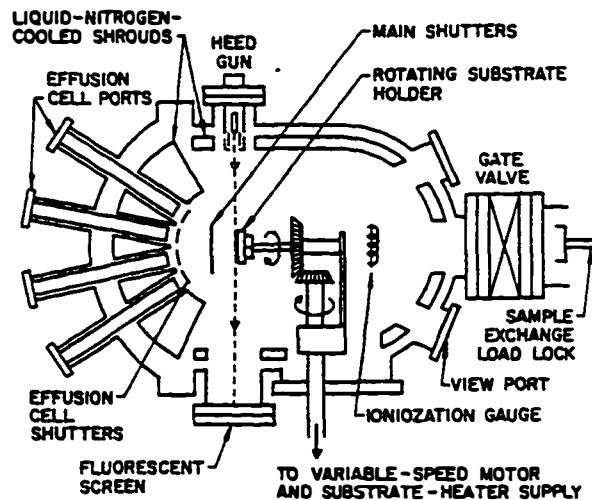 LIQUID-NITROGEN-
COOLED SHROUDS
HEED
GUN
MAIN SHUTTERS
EFFUSION
CELL PORTS
ROTATING SUBSTRATE
HOLDER
GATE
VALVE
SAMPLE
EXCHANGE
LOAD LOCK
VIEW PORT
IONIOZATION GAUGE
EFFUSION
CELL
SHUTTERS
FLUORESCENT
SCREEN
TO VARIABLE-SPEED MOTOR
AND SUBSTRATE-HEATER SUPPLY